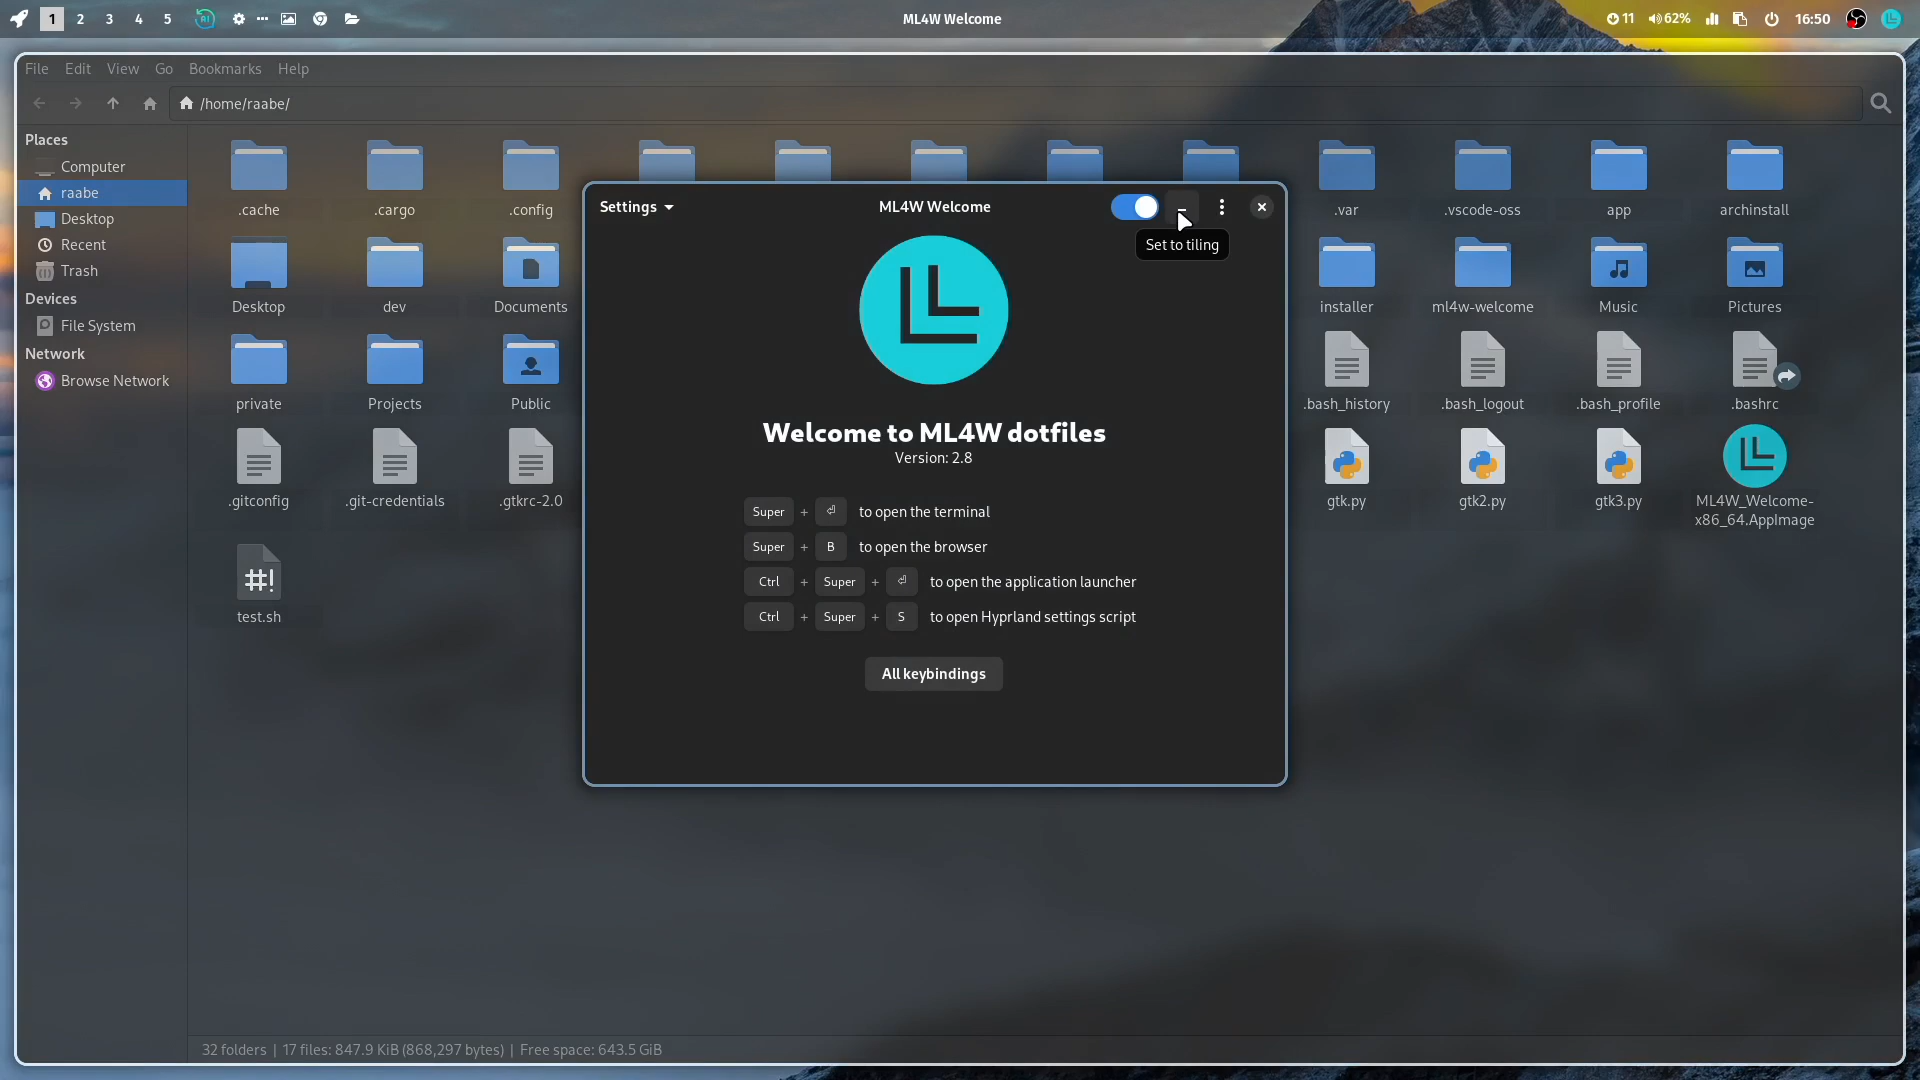 1 2 3 4 5 AI ML4W Welcome 11 62% 16:50
File Edit View Go Bookmarks Help
/home/raabe/
Places
Computer
raabe
Desktop
Recent
Trash
Devices
File System
Network
Browse Network
.cache .cargo .config .var .vscode-oss app archinstall
Desktop dev Documents installer ml4w-welcome Music Pictures
private Projects Public .bash_history .bash_logout .bash_profile .bashrc
.gitconfig .git-credentials .gtkrc-2.0 gtk.py gtk2.py gtk3.py ML4W_Welcome-
x86_64.AppImage
#!
test.sh
Settings ML4W Welcome
Set to tiling
Welcome to ML4W dotfiles
Version: 2.8
Super + ⏎ to open the terminal
Super + B to open the browser
Ctrl + Super + ⏎ to open the application launcher
Ctrl + Super + S to open Hyprland settings script
All keybindings
32 folders | 17 files: 847.9 KiB (868,297 bytes) | Free space: 643.5 GiB